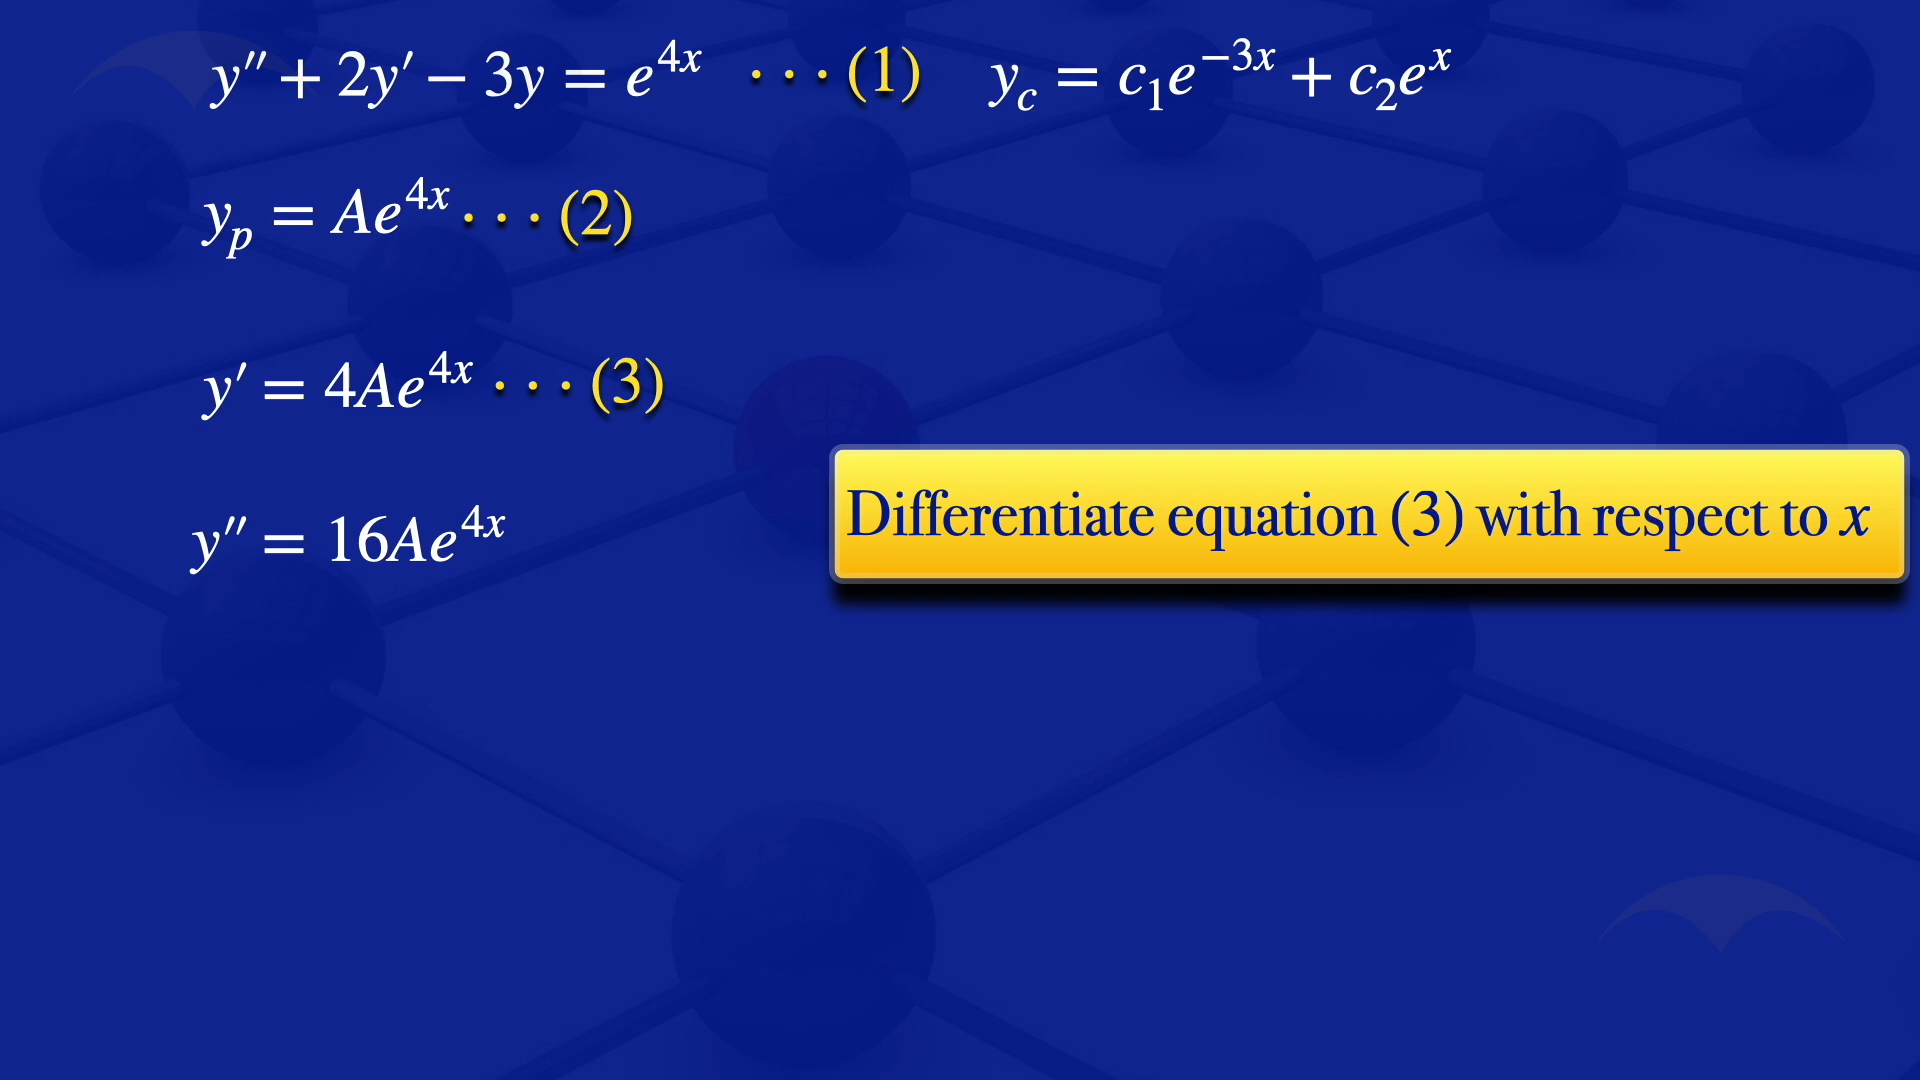 y″ + 2y′ − 3y = e^{4x} · · · (1) y_c = c_1e^{−3x} + c_2e^x
y_p = Ae^{4x} · · · (2)
y′ = 4Ae^{4x} · · · (3)
Differentiate equation (3) with respect to x
y″ = 16Ae^{4x}